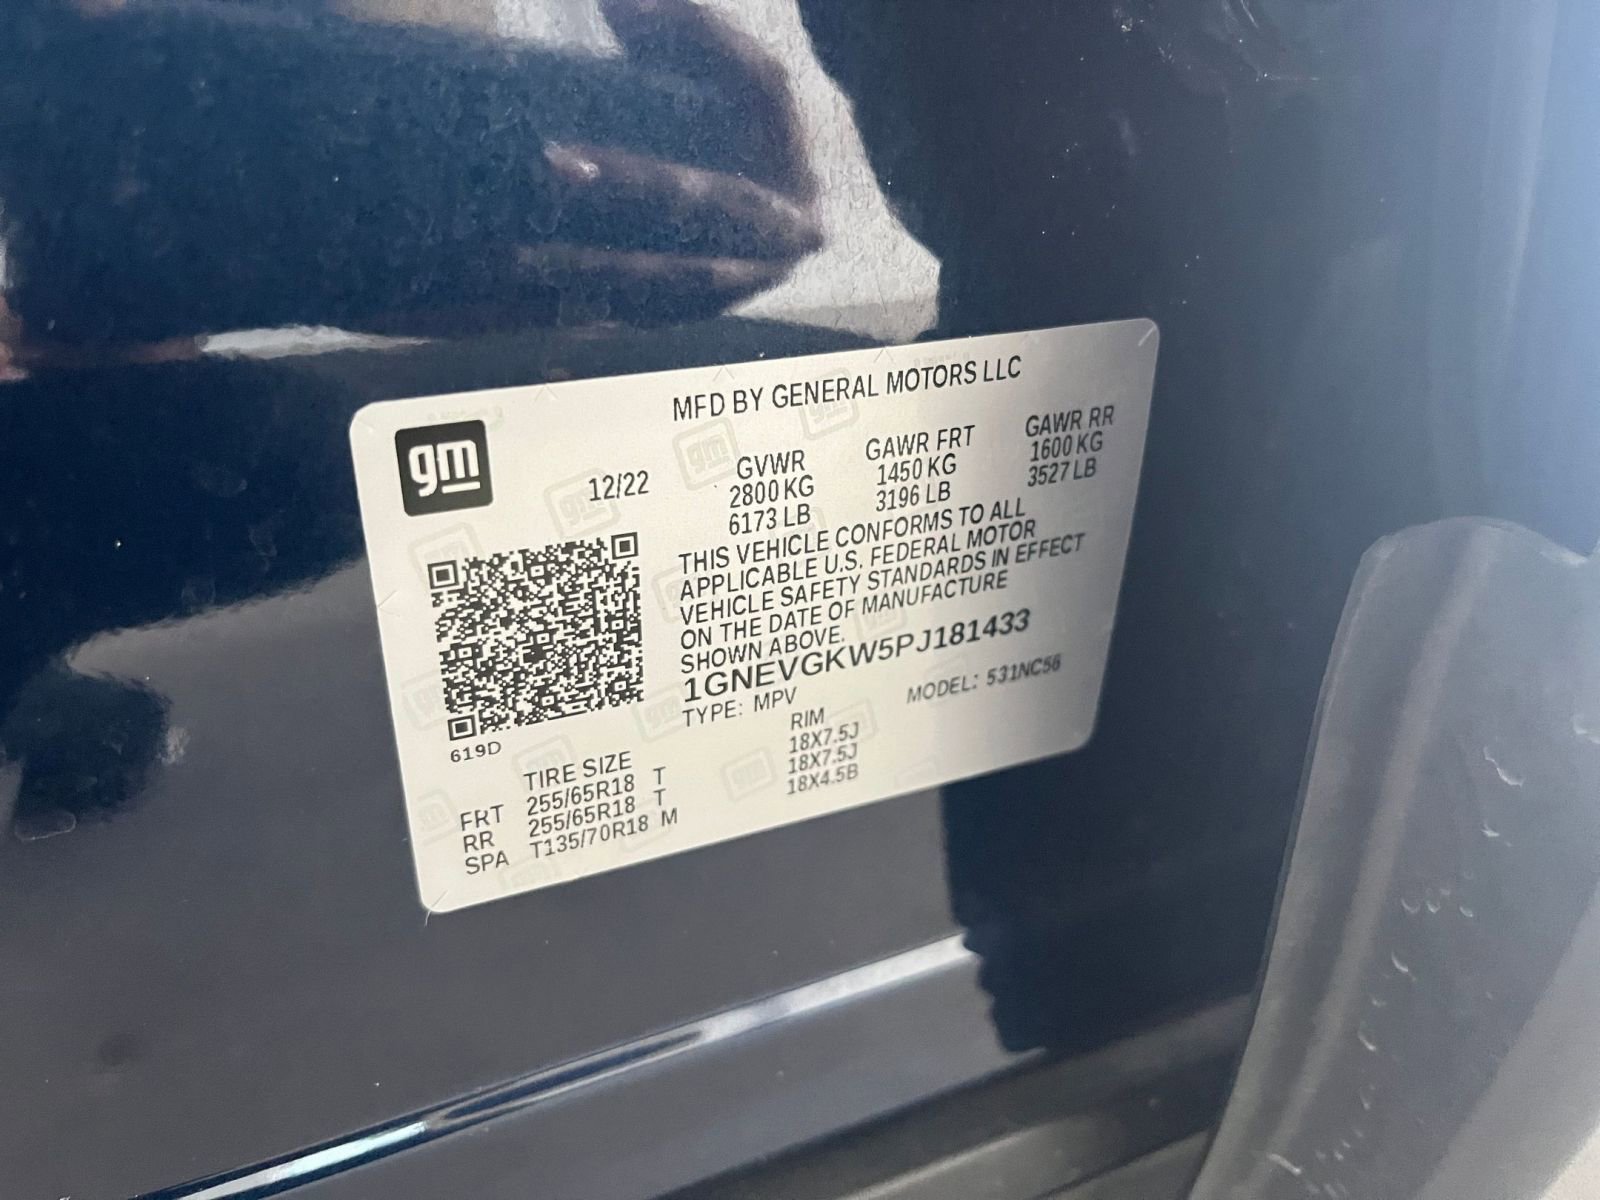 MFD BY GENERAL MOTORS LLC
gm
12/22
GVWR
2800 KG
6173 LB
GAWR FRT
1450 KG
3196 LB
GAWR RR
1600 KG
3527 LB
THIS VEHICLE CONFORMS TO ALL
APPLICABLE U.S. FEDERAL MOTOR
VEHICLE SAFETY STANDARDS IN EFFECT
ON THE DATE OF MANUFACTURE
SHOWN ABOVE.
1GNEVGKW5PJ181433
TYPE: MPV MODEL: 531NC56
619D
TIRE SIZE RIM
FRT 255/65R18 T 18X7.5J
RR 255/65R18 T 18X7.5J
SPA T135/70R18 M 18X4.5B